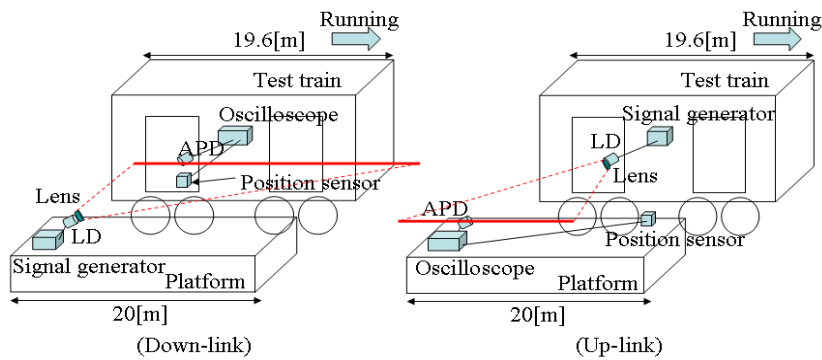 Running
19.6[m]
Test train
Oscilloscope
APD
Position sensor
Lens
LD
Signal generator
Platform
20[m]
(Down-link)
Running
19.6[m]
Test train
Signal generator
LD
Lens
APD
Position sensor
Oscilloscope
Platform
20[m]
(Up-link)